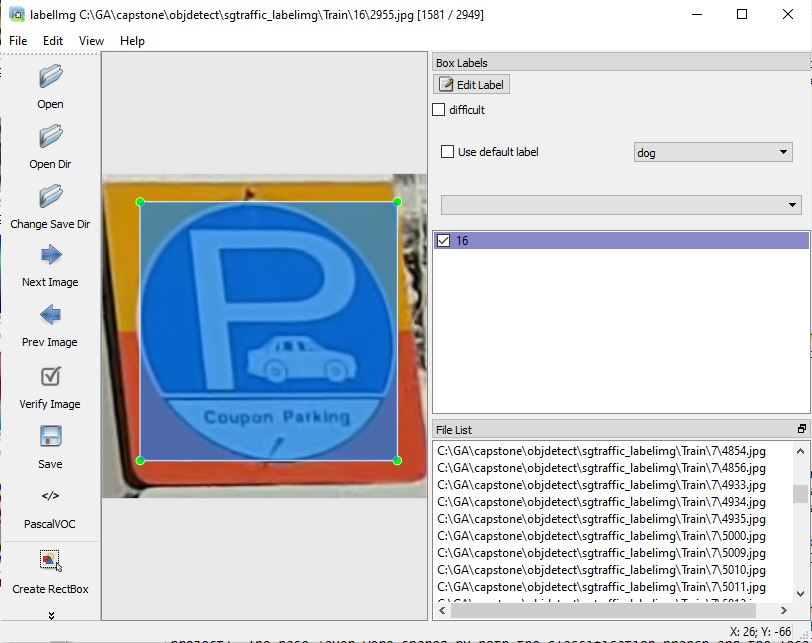 labelImg C:\GA\capstone\objdetect\sgtraffic_labelimg\Train\16\2955.jpg [1581 / 2949]
File Edit View Help
Open
Open Dir
Change Save Dir
Next Image
Prev Image
Verify Image
Save
</>
PascalVOC
Create RectBox
P
Coupon Parking
Box Labels
Edit Label
difficult
Use default label
dog
16
File List
C:\GA\capstone\objdetect\sgtraffic_labelimg\Train\7\4854.jpg
C:\GA\capstone\objdetect\sgtraffic_labelimg\Train\7\4856.jpg
C:\GA\capstone\objdetect\sgtraffic_labelimg\Train\7\4933.jpg
C:\GA\capstone\objdetect\sgtraffic_labelimg\Train\7\4934.jpg
C:\GA\capstone\objdetect\sgtraffic_labelimg\Train\7\4935.jpg
C:\GA\capstone\objdetect\sgtraffic_labelimg\Train\7\5000.jpg
C:\GA\capstone\objdetect\sgtraffic_labelimg\Train\7\5009.jpg
C:\GA\capstone\objdetect\sgtraffic_labelimg\Train\7\5010.jpg
C:\GA\capstone\objdetect\sgtraffic_labelimg\Train\7\5011.jpg
X: 26; Y: -66